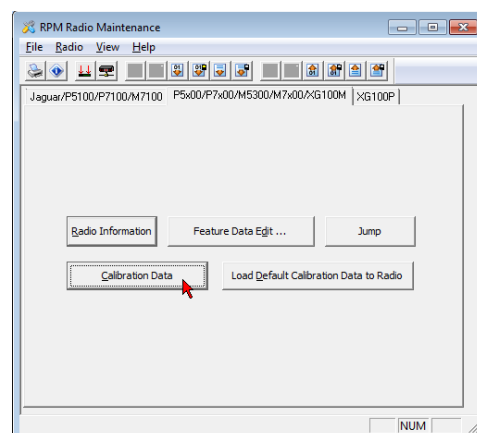 RPM Radio Maintenance
File Radio View Help
Jaguar/P5100/P7100/M7100 P5x00/P7x00/M5300/M7x00/XG100M XG100P
Radio Information Feature Data Edit ... Jump
Calibration Data Load Default Calibration Data to Radio
NUM